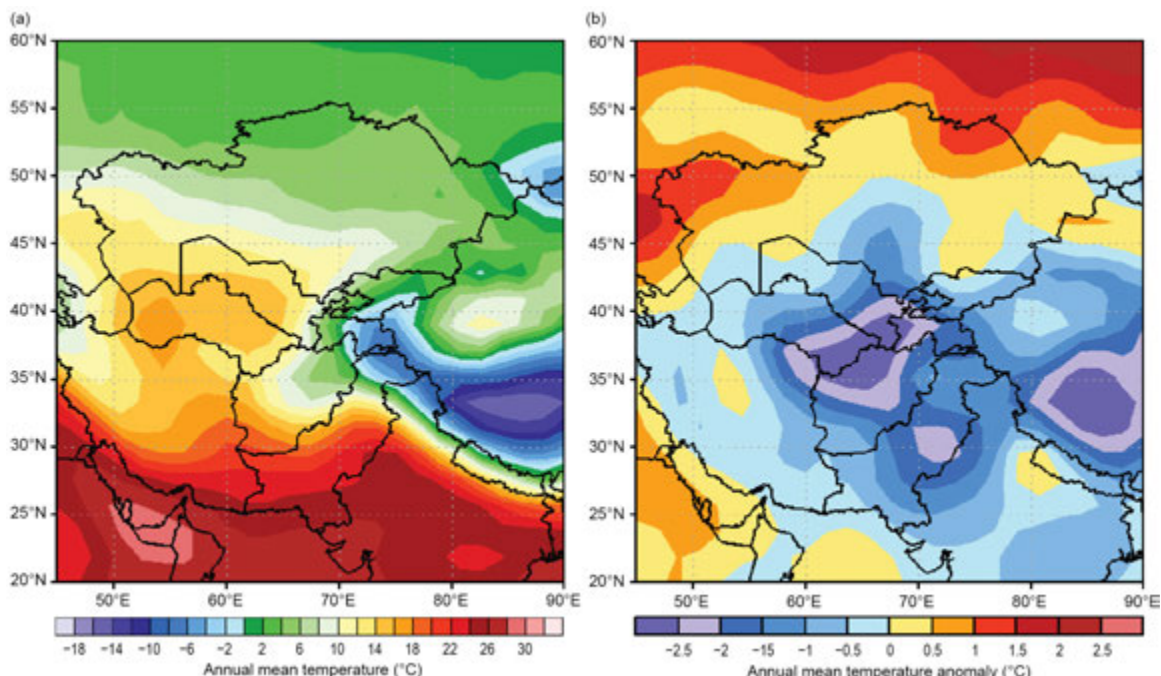 (a)
60°N
55°N
50°N
45°N
40°N
35°N
30°N
25°N
20°N
50°E 60°E 70°E 80°E 90°E
−18 −14 −10 −6 −2 2 6 10 14 18 22 26 30
Annual mean temperature (°C)
(b)
60°N
55°N
50°N
45°N
40°N
35°N
30°N
25°N
20°N
50°E 60°E 70°E 80°E 90°E
−2.5 −2 −1.5 −1 −0.5 0 0.5 1 1.5 2 2.5
Annual mean temperature anomaly (°C)